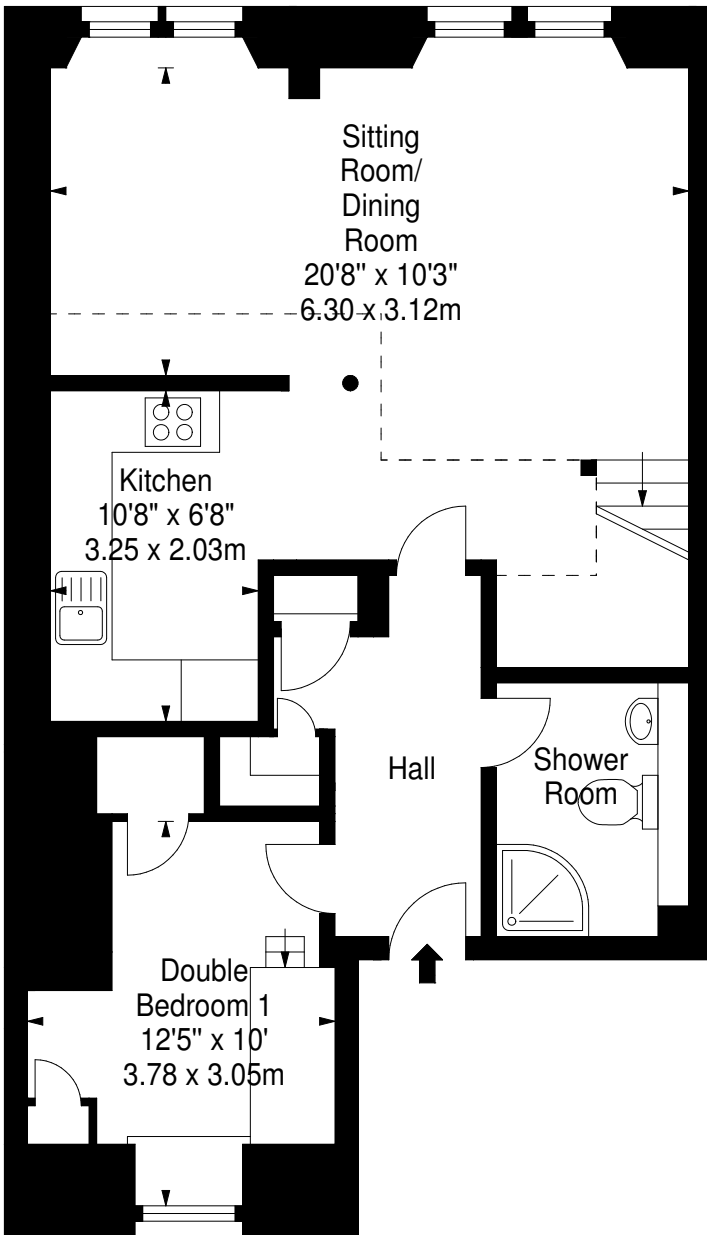 Sitting
Room/
Dining
Room
20'8" x 10'3"
6.30 x 3.12m
Kitchen
10'8" x 6'8"
3.25 x 2.03m
Hall
Shower
Room
Double
Bedroom 1
12'5" x 10'
3.78 x 3.05m